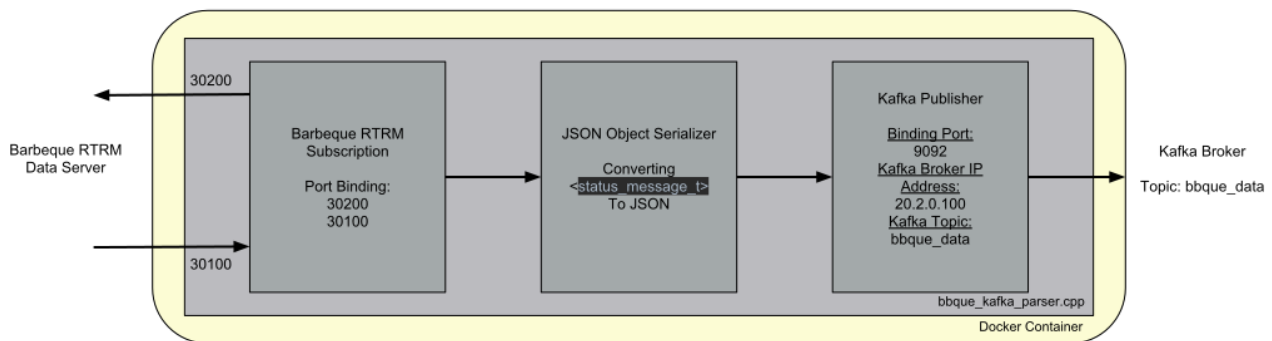 Barbeque RTRM
Data Server
30200
30100
Barbeque RTRM
Subscription
Port Binding:
30200
30100
JSON Object Serializer
Converting
<status_message_t>
To JSON
Kafka Publisher
Binding Port:
9092
Kafka Broker IP
Address:
20.2.0.100
Kafka Topic:
bbque_data
Kafka Broker
Topic: bbque_data
bbque_kafka_parser.cpp
Docker Container